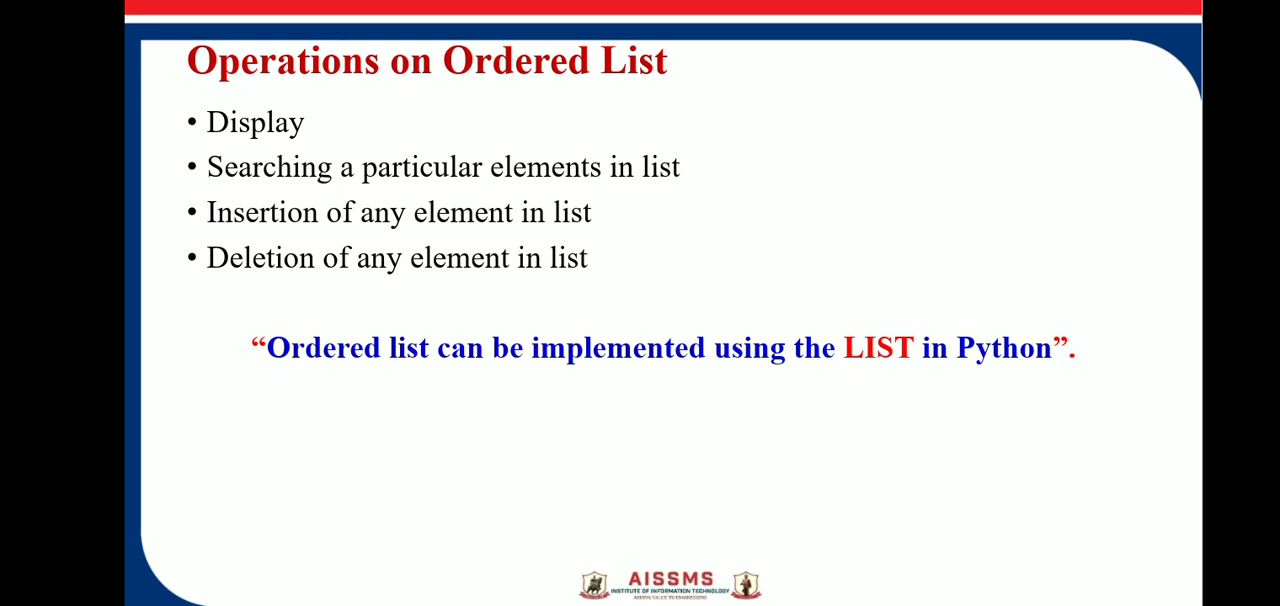 Operations on Ordered List
• Display
• Searching a particular elements in list
• Insertion of any element in list
• Deletion of any element in list
“Ordered list can be implemented using the LIST in Python”.
AISSMS
INSTITUTE OF INFORMATION TECHNOLOGY